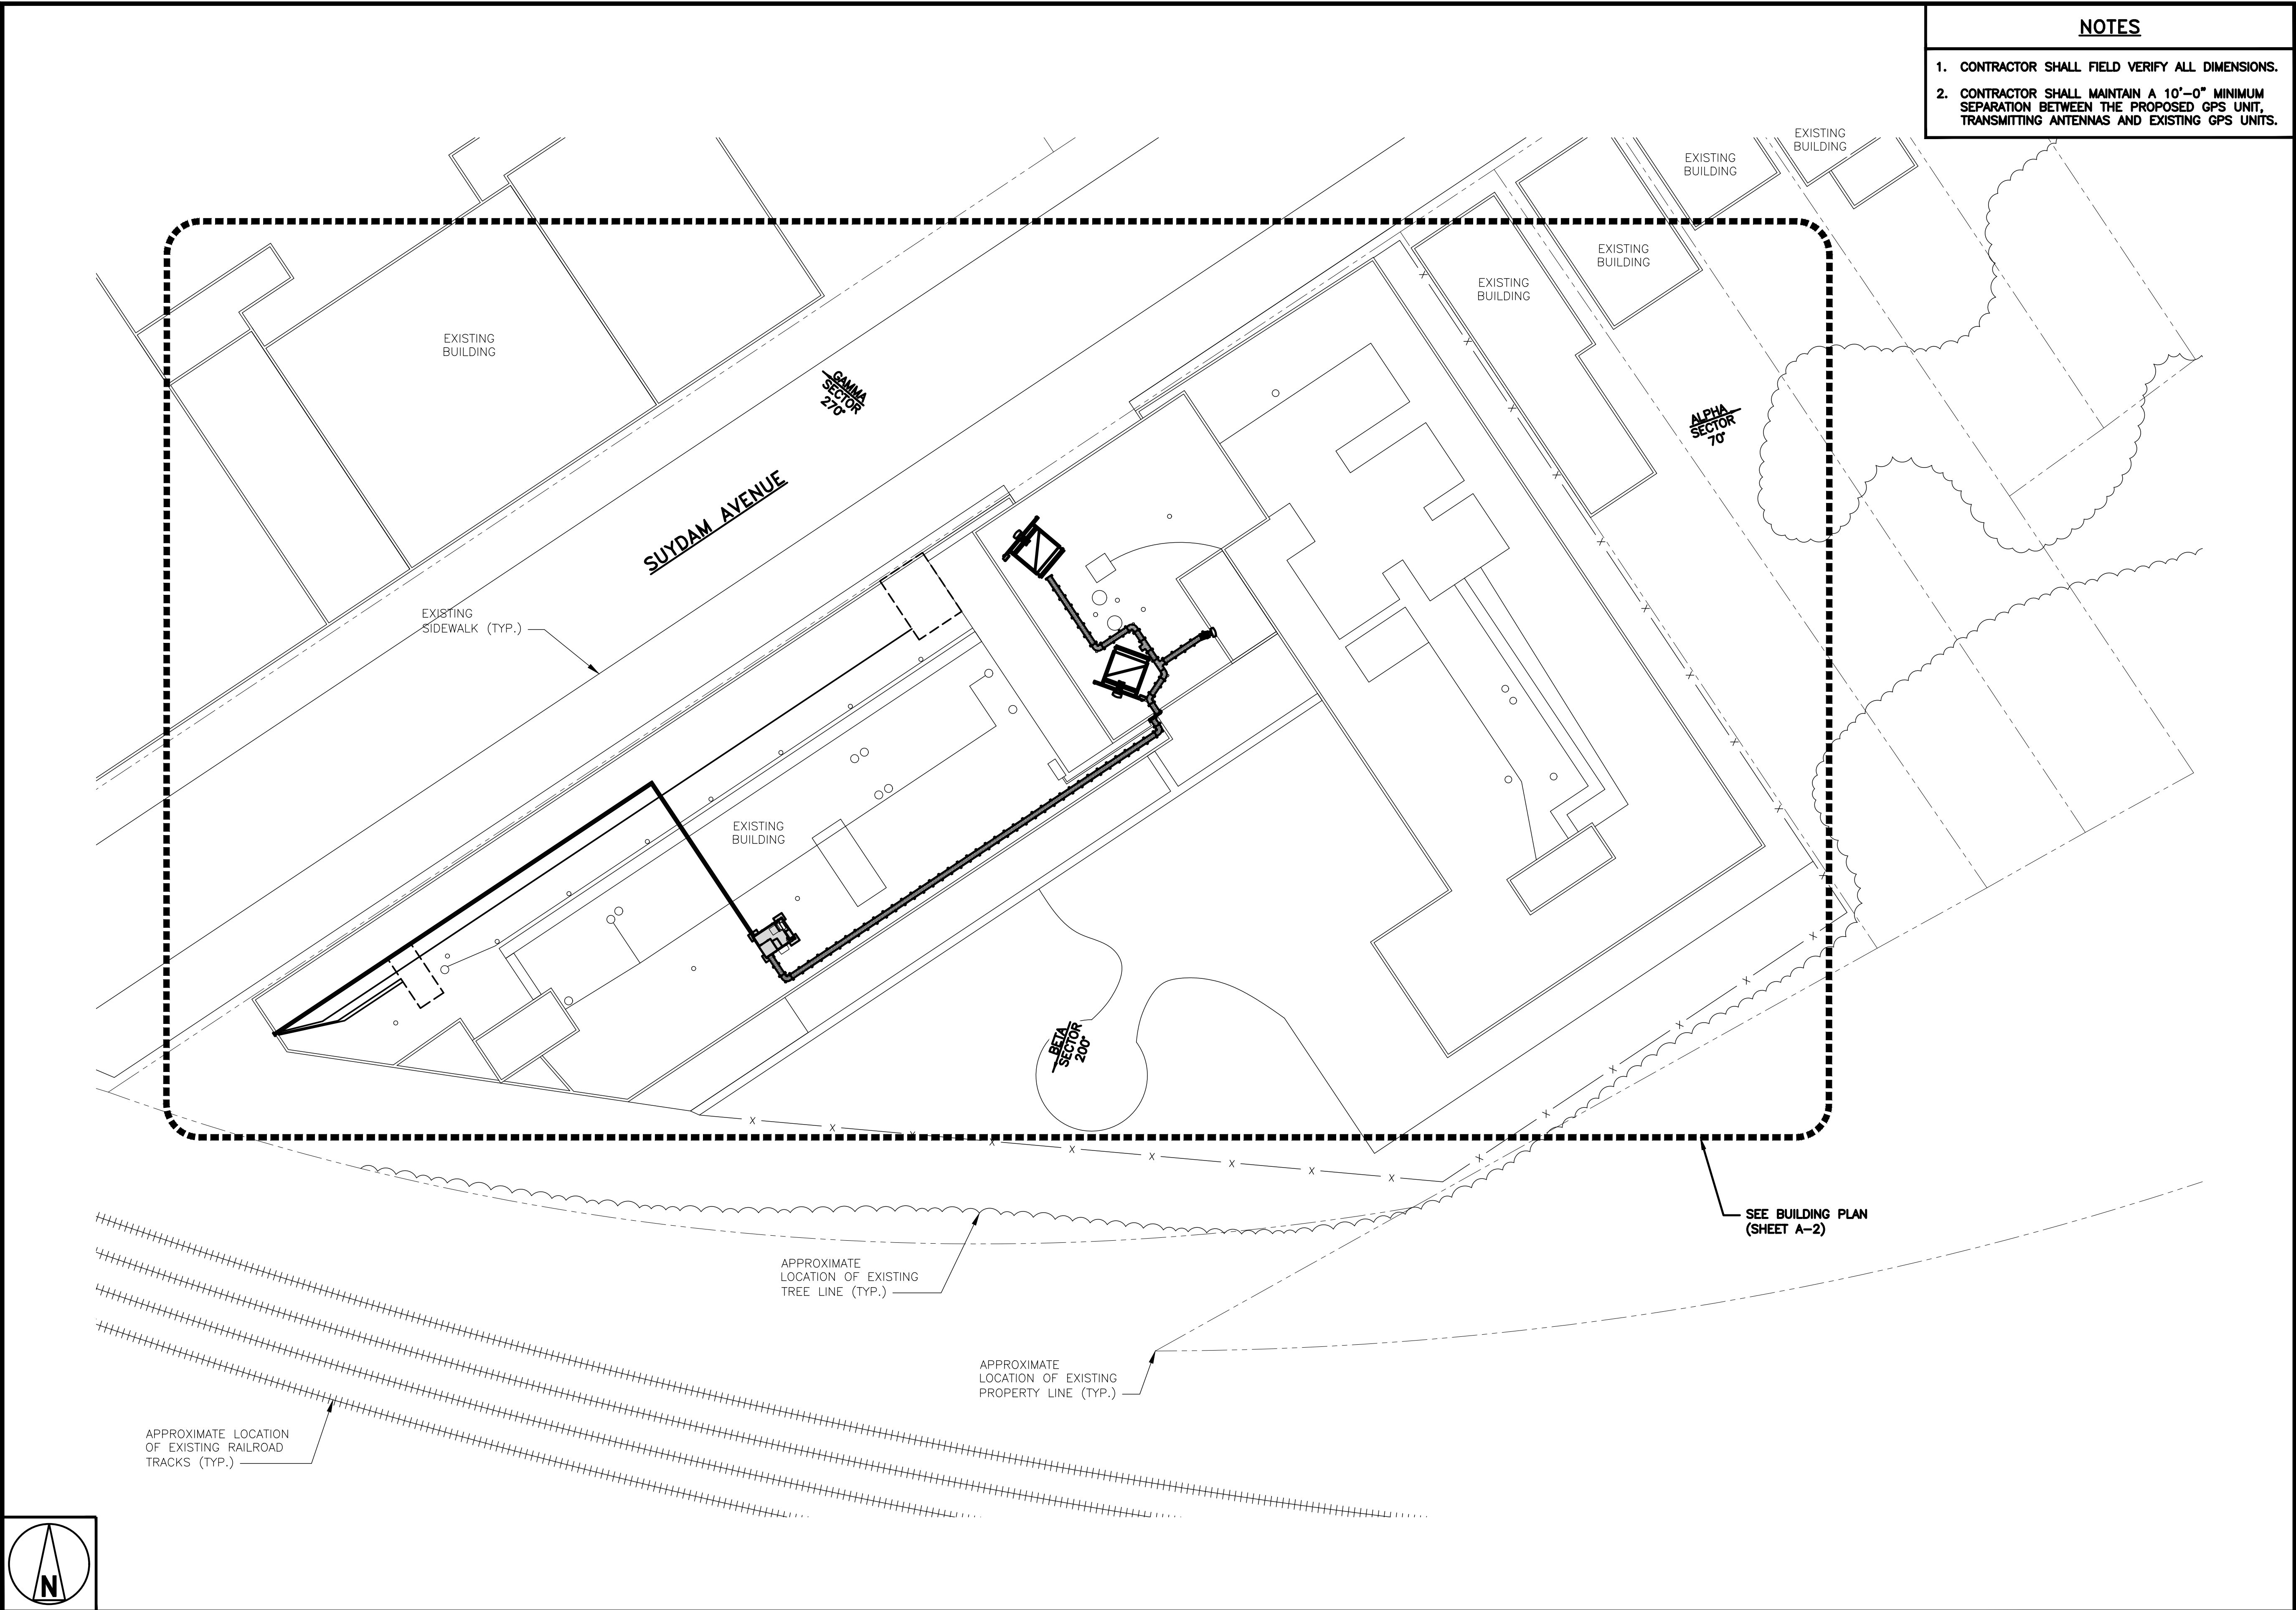 NOTES
1. CONTRACTOR SHALL FIELD VERIFY ALL DIMENSIONS.
2. CONTRACTOR SHALL MAINTAIN A 10'-0" MINIMUM
SEPARATION BETWEEN THE PROPOSED GPS UNIT,
TRANSMITTING ANTENNAS AND EXISTING GPS UNITS.
EXISTING
BUILDING
EXISTING
BUILDING
EXISTING
BUILDING
EXISTING
BUILDING
EXISTING
BUILDING
GAMMA
SECTOR
270°
ALPHA
SECTOR
70°
SUYDAM AVENUE
EXISTING
SIDEWALK (TYP.)
EXISTING
BUILDING
BETA
SECTOR
200°
SEE BUILDING PLAN
(SHEET A-2)
APPROXIMATE
LOCATION OF EXISTING
TREE LINE (TYP.)
APPROXIMATE
LOCATION OF EXISTING
PROPERTY LINE (TYP.)
APPROXIMATE LOCATION
OF EXISTING RAILROAD
TRACKS (TYP.)
N